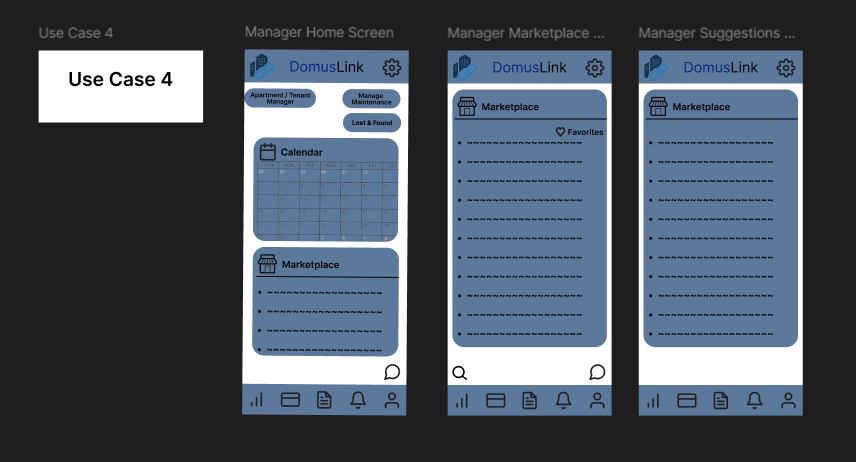 Use Case 4
Use Case 4
Manager Home Screen
DomusLink
Apartment / Tenant
Manager
Manage
Maintenance
Lost & Found
Calendar
Marketplace
• ~~~~~~~~~~~~~~~~~
• ~~~~~~~~~~~~~~~~~
• ~~~~~~~~~~~~~~~~~
• ~~~~~~~~~~~~~~~~~
Manager Marketplace ...
DomusLink
Marketplace
Favorites
• ~~~~~~~~~~~~~~~~~
• ~~~~~~~~~~~~~~~~~
• ~~~~~~~~~~~~~~~~~
• ~~~~~~~~~~~~~~~~~
• ~~~~~~~~~~~~~~~~~
• ~~~~~~~~~~~~~~~~~
• ~~~~~~~~~~~~~~~~~
• ~~~~~~~~~~~~~~~~~
• ~~~~~~~~~~~~~~~~~
• ~~~~~~~~~~~~~~~~~
• ~~~~~~~~~~~~~~~~~
Manager Suggestions ...
DomusLink
Marketplace
• ~~~~~~~~~~~~~~~~~
• ~~~~~~~~~~~~~~~~~
• ~~~~~~~~~~~~~~~~~
• ~~~~~~~~~~~~~~~~~
• ~~~~~~~~~~~~~~~~~
• ~~~~~~~~~~~~~~~~~
• ~~~~~~~~~~~~~~~~~
• ~~~~~~~~~~~~~~~~~
• ~~~~~~~~~~~~~~~~~
• ~~~~~~~~~~~~~~~~~
• ~~~~~~~~~~~~~~~~~